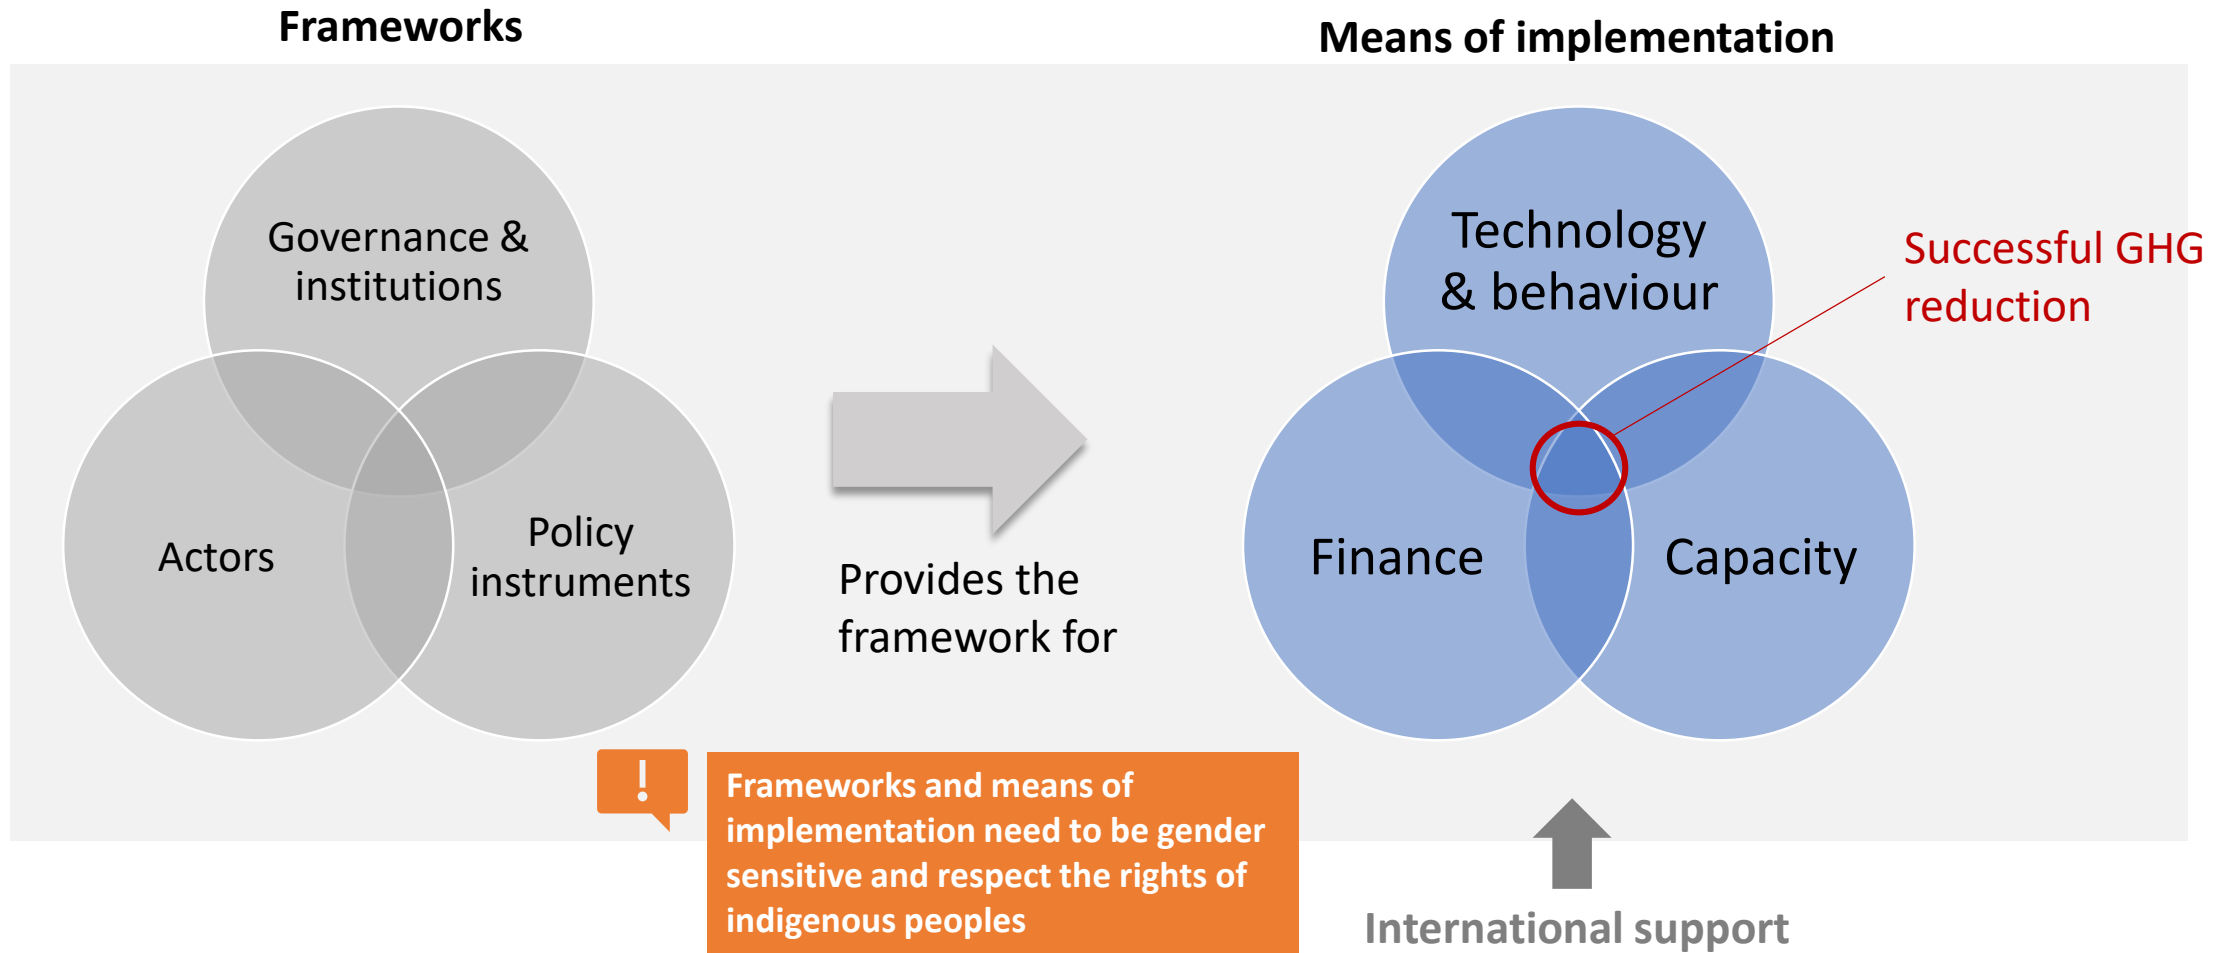 Frameworks
Means of implementation
Governance &
institutions
Actors
Policy
instruments
Provides the
framework for
Technology
& behaviour
Finance
Capacity
Successful GHG
reduction
!
Frameworks and means of
implementation need to be gender
sensitive and respect the rights of
indigenous peoples
International support